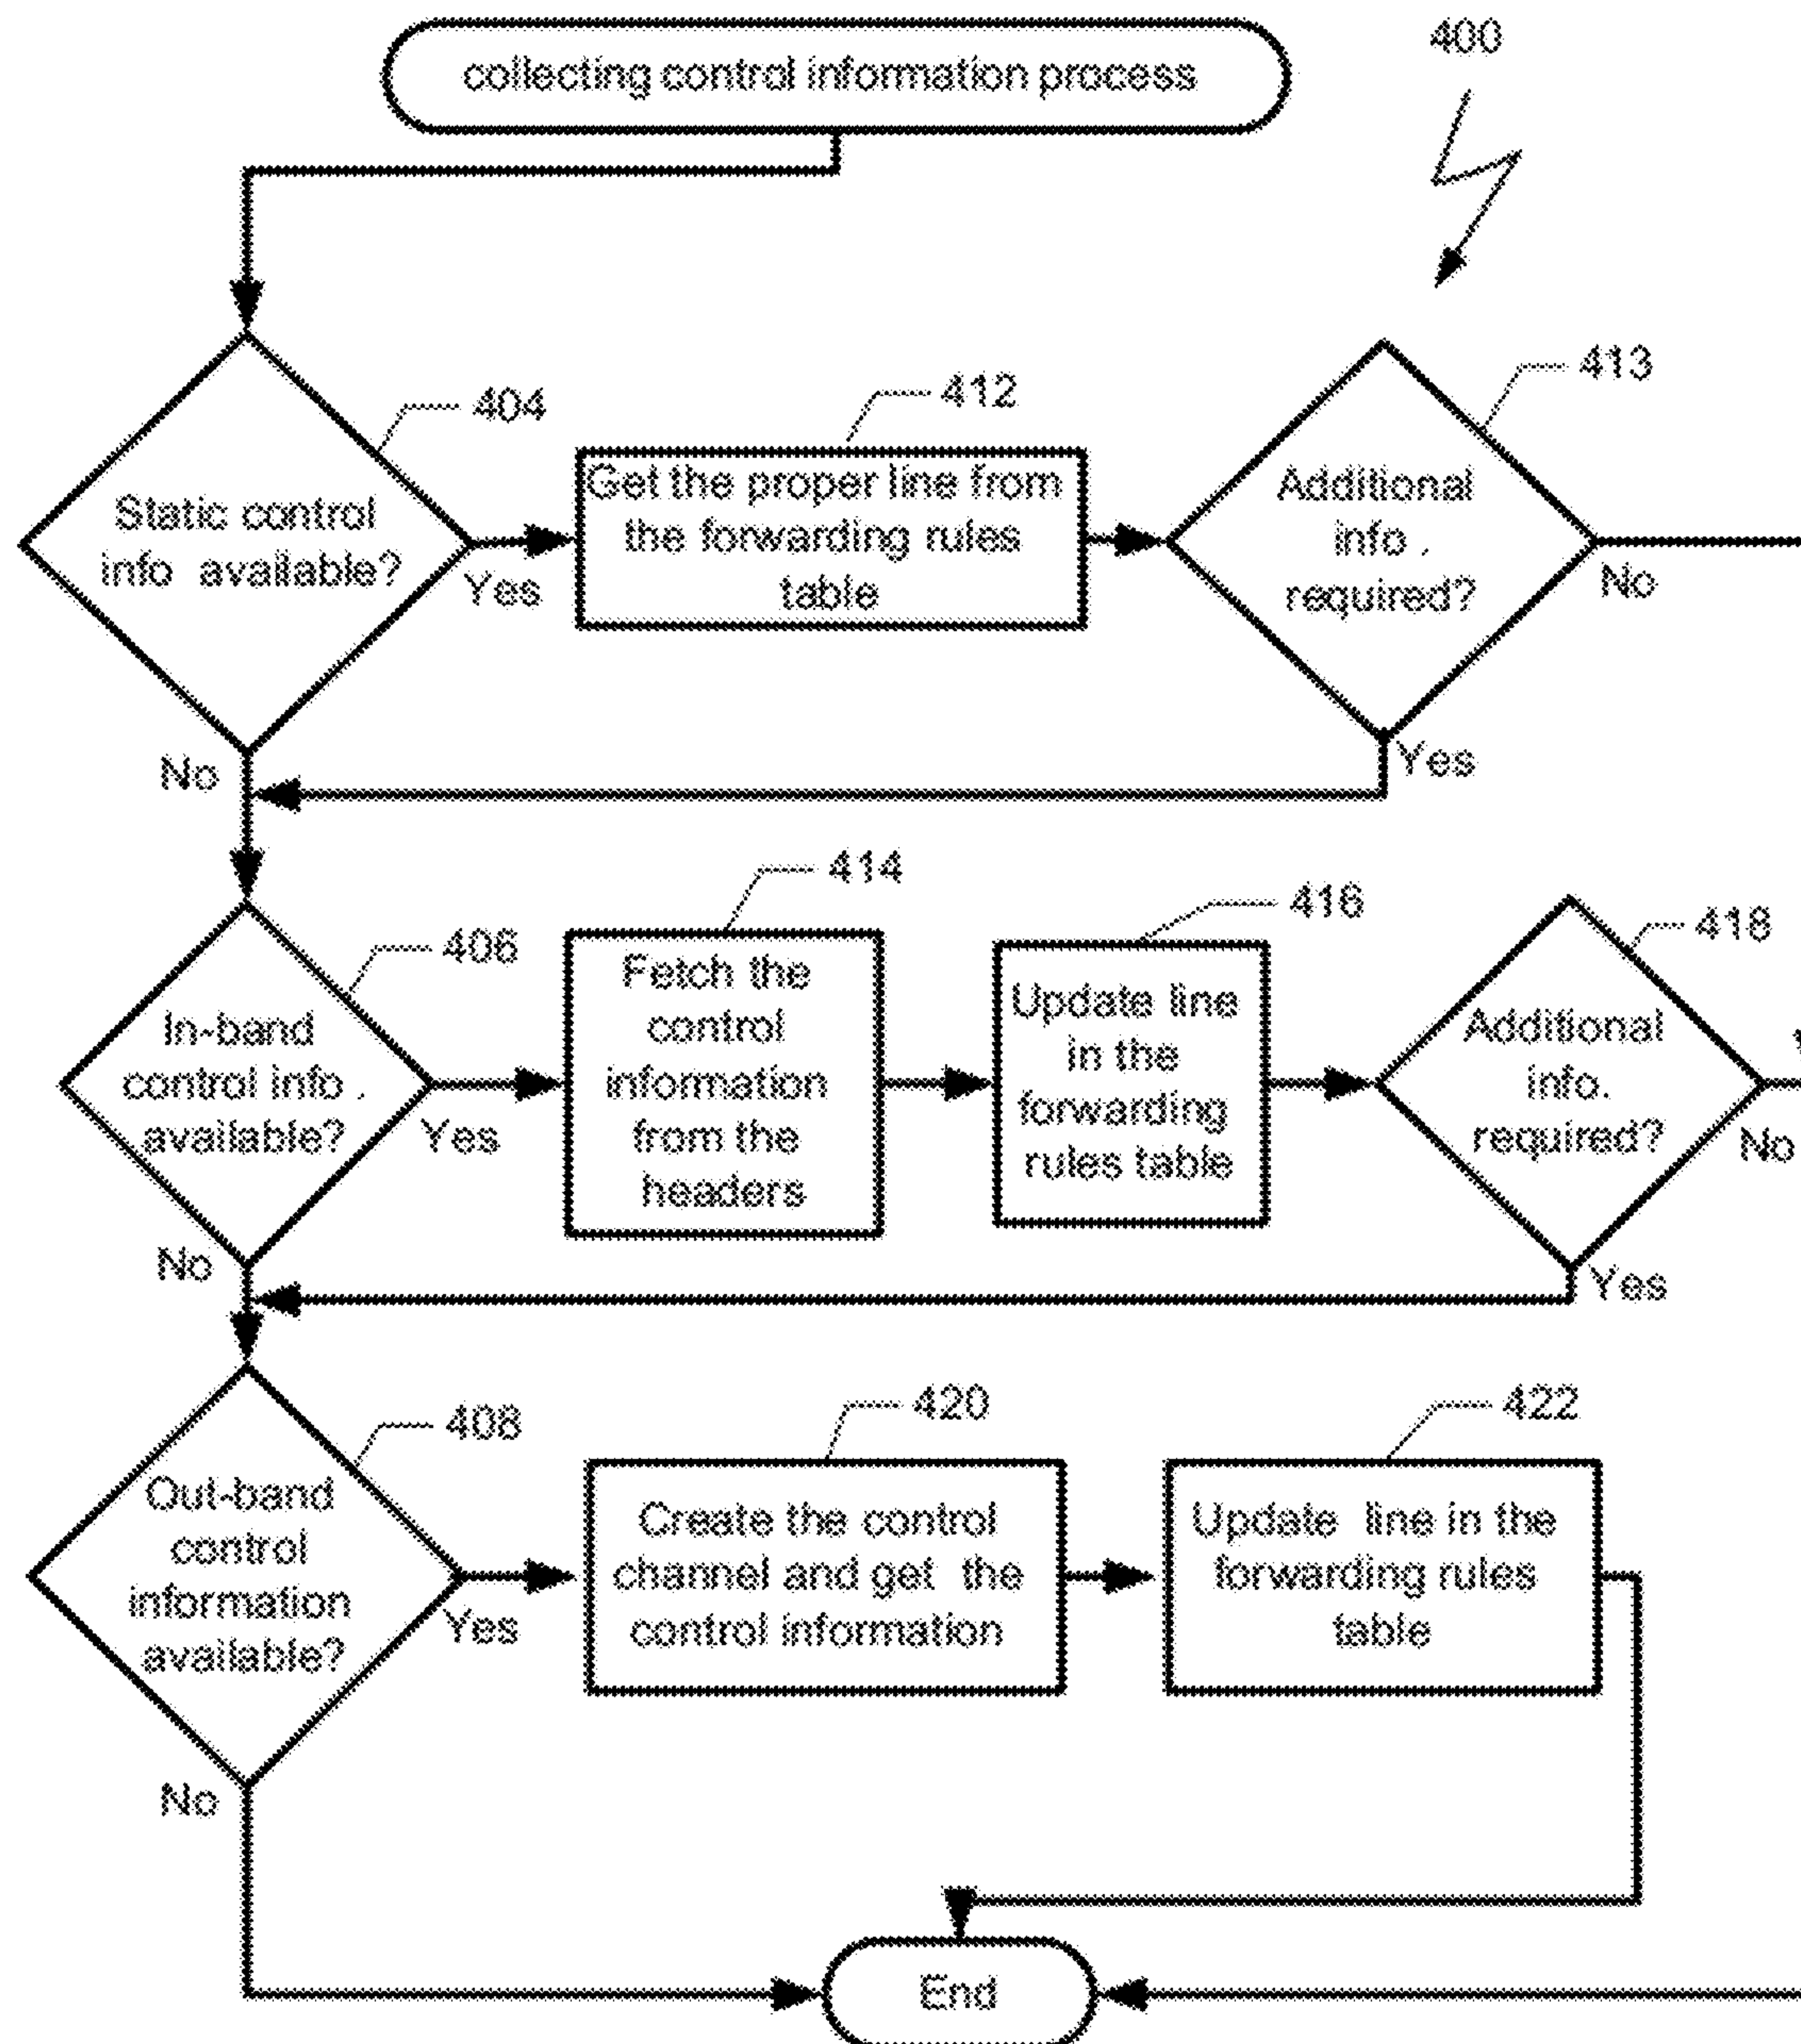 collecting control information process
400
404
Static control
info available?
Yes
No
412
Get the proper line from
the forwarding rules
table
413
Additional
info .
required?
No
Yes
406
In-band
control info .
available?
Yes
No
414
Fetch the
control
information
from the
headers
416
Update line
in the
forwarding
rules table
418
Additional
info.
required?
No
Yes
408
Out-band
control
information
available?
Yes
No
420
Create the control
channel and get the
control information
422
Update line in the
forwarding rules
table
End